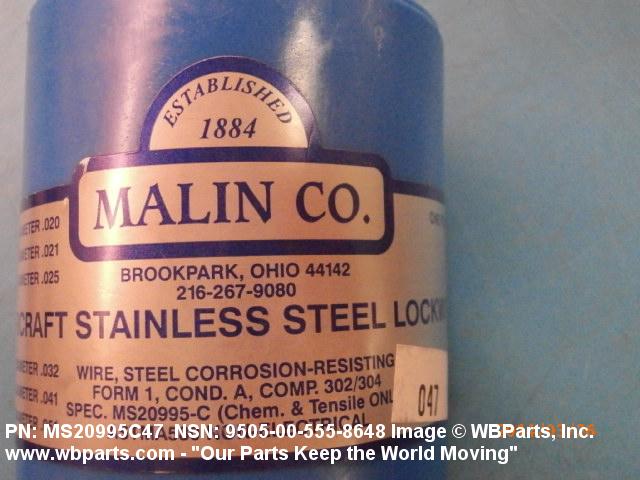 ESTABLISHED
1884
MALIN CO.
BROOKPARK, OHIO 44142
216-267-9080
STAINLESS STEEL
.020
.021
.025
.032
.041
WIRE, STEEL CORROSION-RESISTING
FORM 1, COND. A, COMP. 302/304
SPEC. MS20995-C (Chem. & Tensile
047
PN: MS20995C47 NSN: 9505-00-555-8648 Image © WBParts, Inc.
www.wbparts.com - "Our Parts Keep the World Moving"